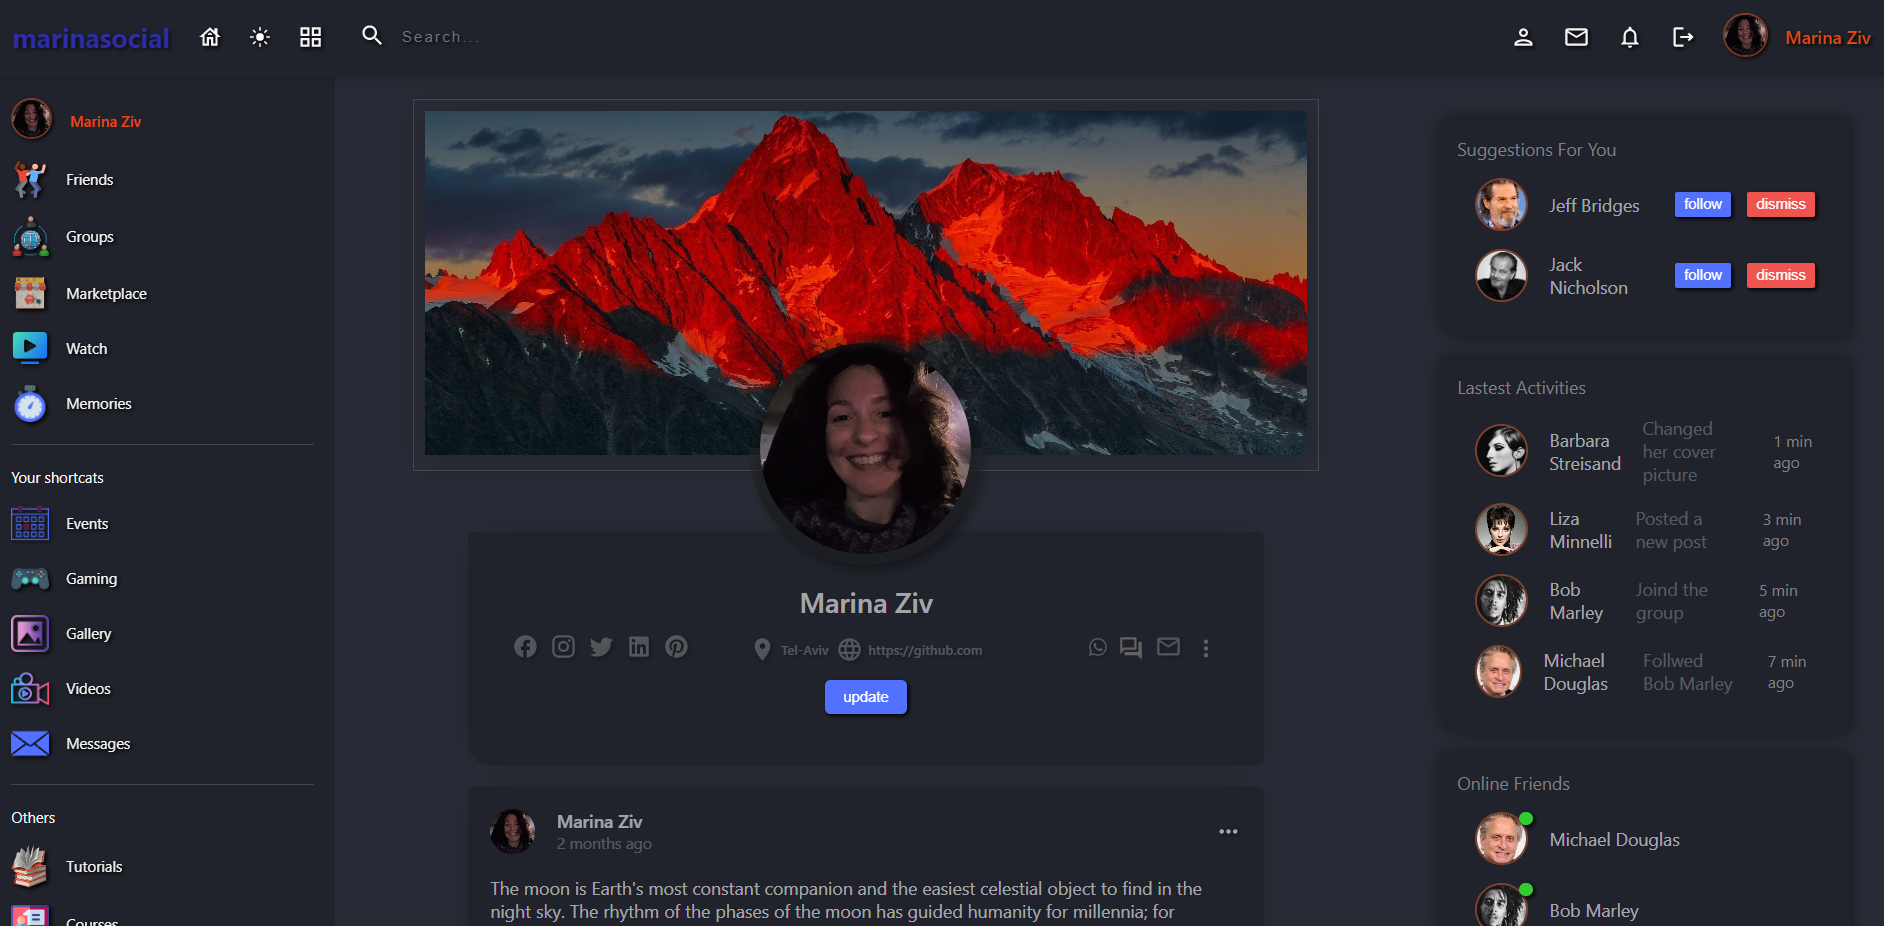 marinasocial
Search...
Marina Ziv
Marina Ziv
Friends
Groups
Marketplace
Watch
Memories
Your shortcats
Events
Gaming
Gallery
Videos
Messages
Others
Tutorials
Courses
Marina Ziv
Tel-Aviv
https://github.com
update
Marina Ziv
2 months ago
The moon is Earth's most constant companion and the easiest celestial object to find in the
night sky. The rhythm of the phases of the moon has guided humanity for millennia; for
Suggestions For You
Jeff Bridges
follow
dismiss
Jack
Nicholson
follow
dismiss
Lastest Activities
Barbara
Streisand
Changed
her cover
picture
1 min
ago
Liza
Minnelli
Posted a
new post
3 min
ago
Bob
Marley
Joind the
group
5 min
ago
Michael
Douglas
Follwed
Bob Marley
7 min
ago
Online Friends
Michael Douglas
Bob Marley